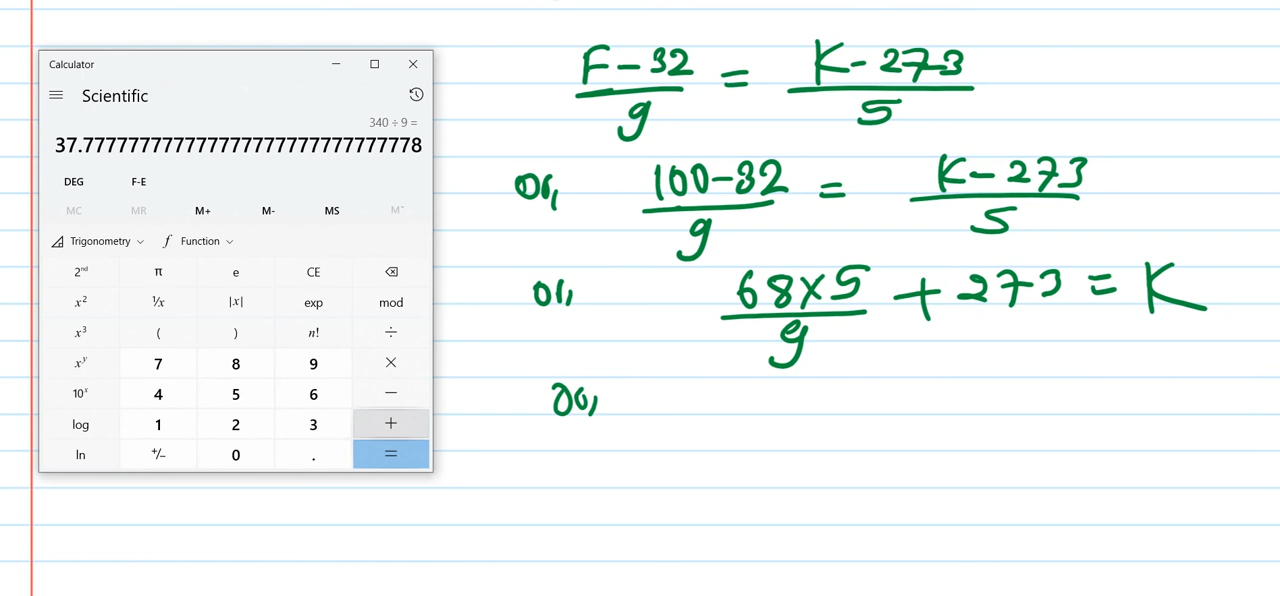 Calculator
Scientific
340 ÷ 9 =
37.777777777777777777777777777778
DEG F-E
MC MR M+ M- MS M˅
Trigonometry f Function
2ⁿᵈ π e CE
x² ¹/x |x| exp mod
x³ ( ) n! ÷
xʸ 7 8 9 ×
10ˣ 4 5 6 −
log 1 2 3 +
ln +/− 0 . =
F-32 / 9 = K-273 / 5
or, 100-32 / 9 = K-273 / 5
or, 68×5 / 9 + 273 = K
or,